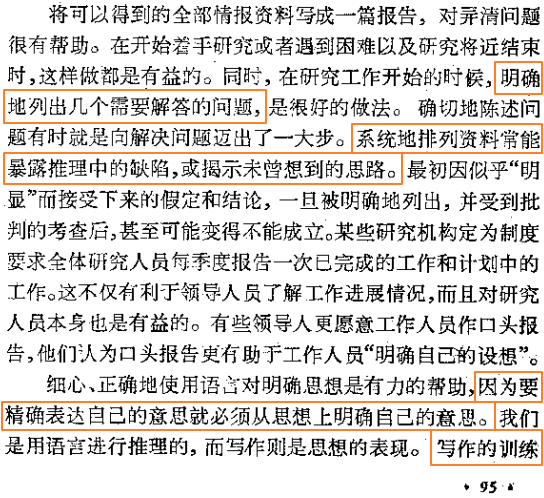 将可以得到的全部情报资料写成一篇报告，对弄清问题
很有帮助。在开始着手研究或者遇到困难以及研究将近结束
时，这样做都是有益的。同时，在研究工作开始的时候，明确
地列出几个需要解答的问题，是很好的做法。确切地陈述问
题有时就是向解决问题迈出了一大步。系统地排列资料常能
暴露推理中的缺陷，或揭示未曾想到的思路。最初因似乎“明
显”而接受下来的假定和结论，一旦被明确地列出，并受到批
判的考查后，甚至可能变得不能成立。某些研究机构定为制度
要求全体研究人员每季度报告一次已完成的工作和计划中的
工作。这不仅有利于领导人员了解工作进展情况，而且对研究
人员本身也是有益的。有些领导人更愿意工作人员作口头报
告，他们认为口头报告更有助于工作人员“明确自己的设想”。
细心、正确地使用语言对明确思想是有力的帮助，因为要
精确表达自己的意思就必须从思想上明确自己的意思。我们
是用语言进行推理的，而写作则是思想的表现。写作的训练
• 95 •